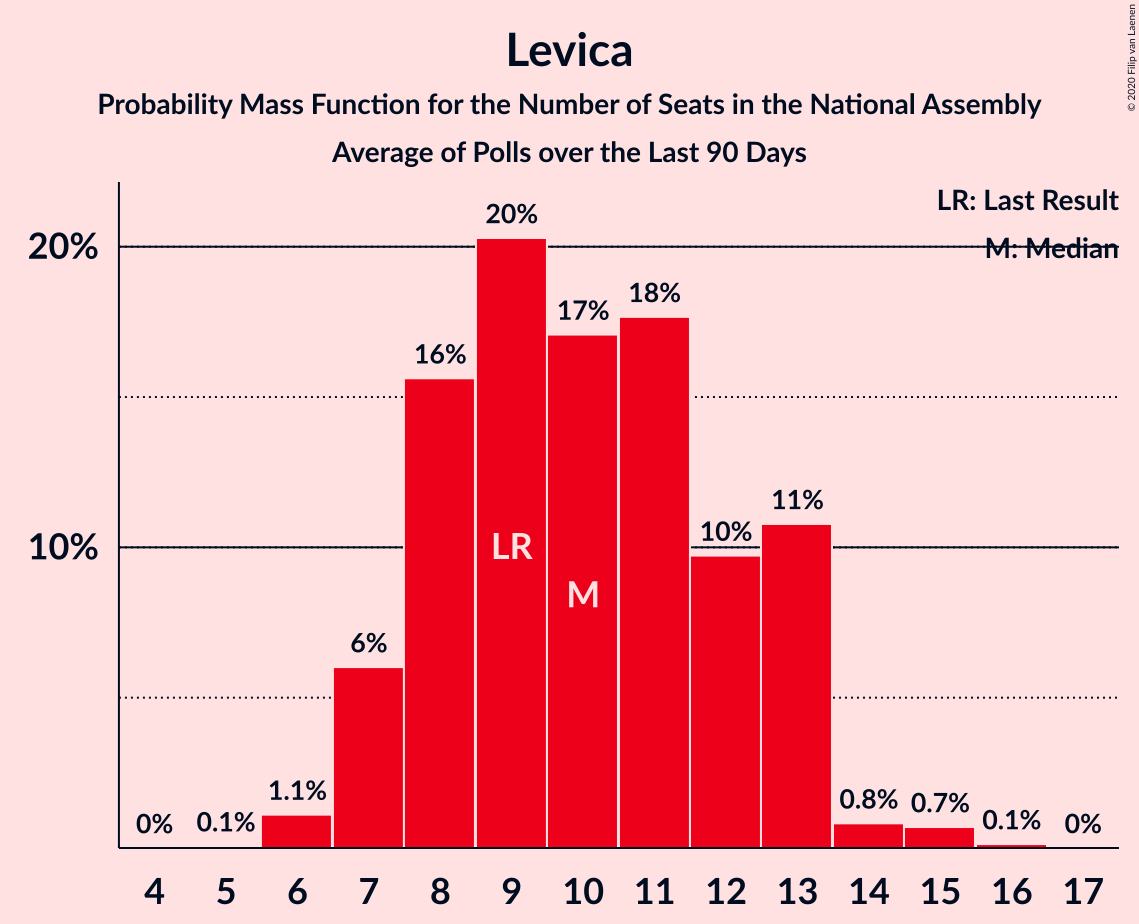 Levica
Probability Mass Function for the Number of Seats in the National Assembly
Average of Polls over the Last 90 Days
© 2020 Filip van Laenen
LR: Last Result
M: Median
20%
10%
0%
0.1%
1.1%
6%
16%
20%
17%
18%
10%
11%
0.8%
0.7%
0.1%
0%
LR
M
4 5 6 7 8 9 10 11 12 13 14 15 16 17